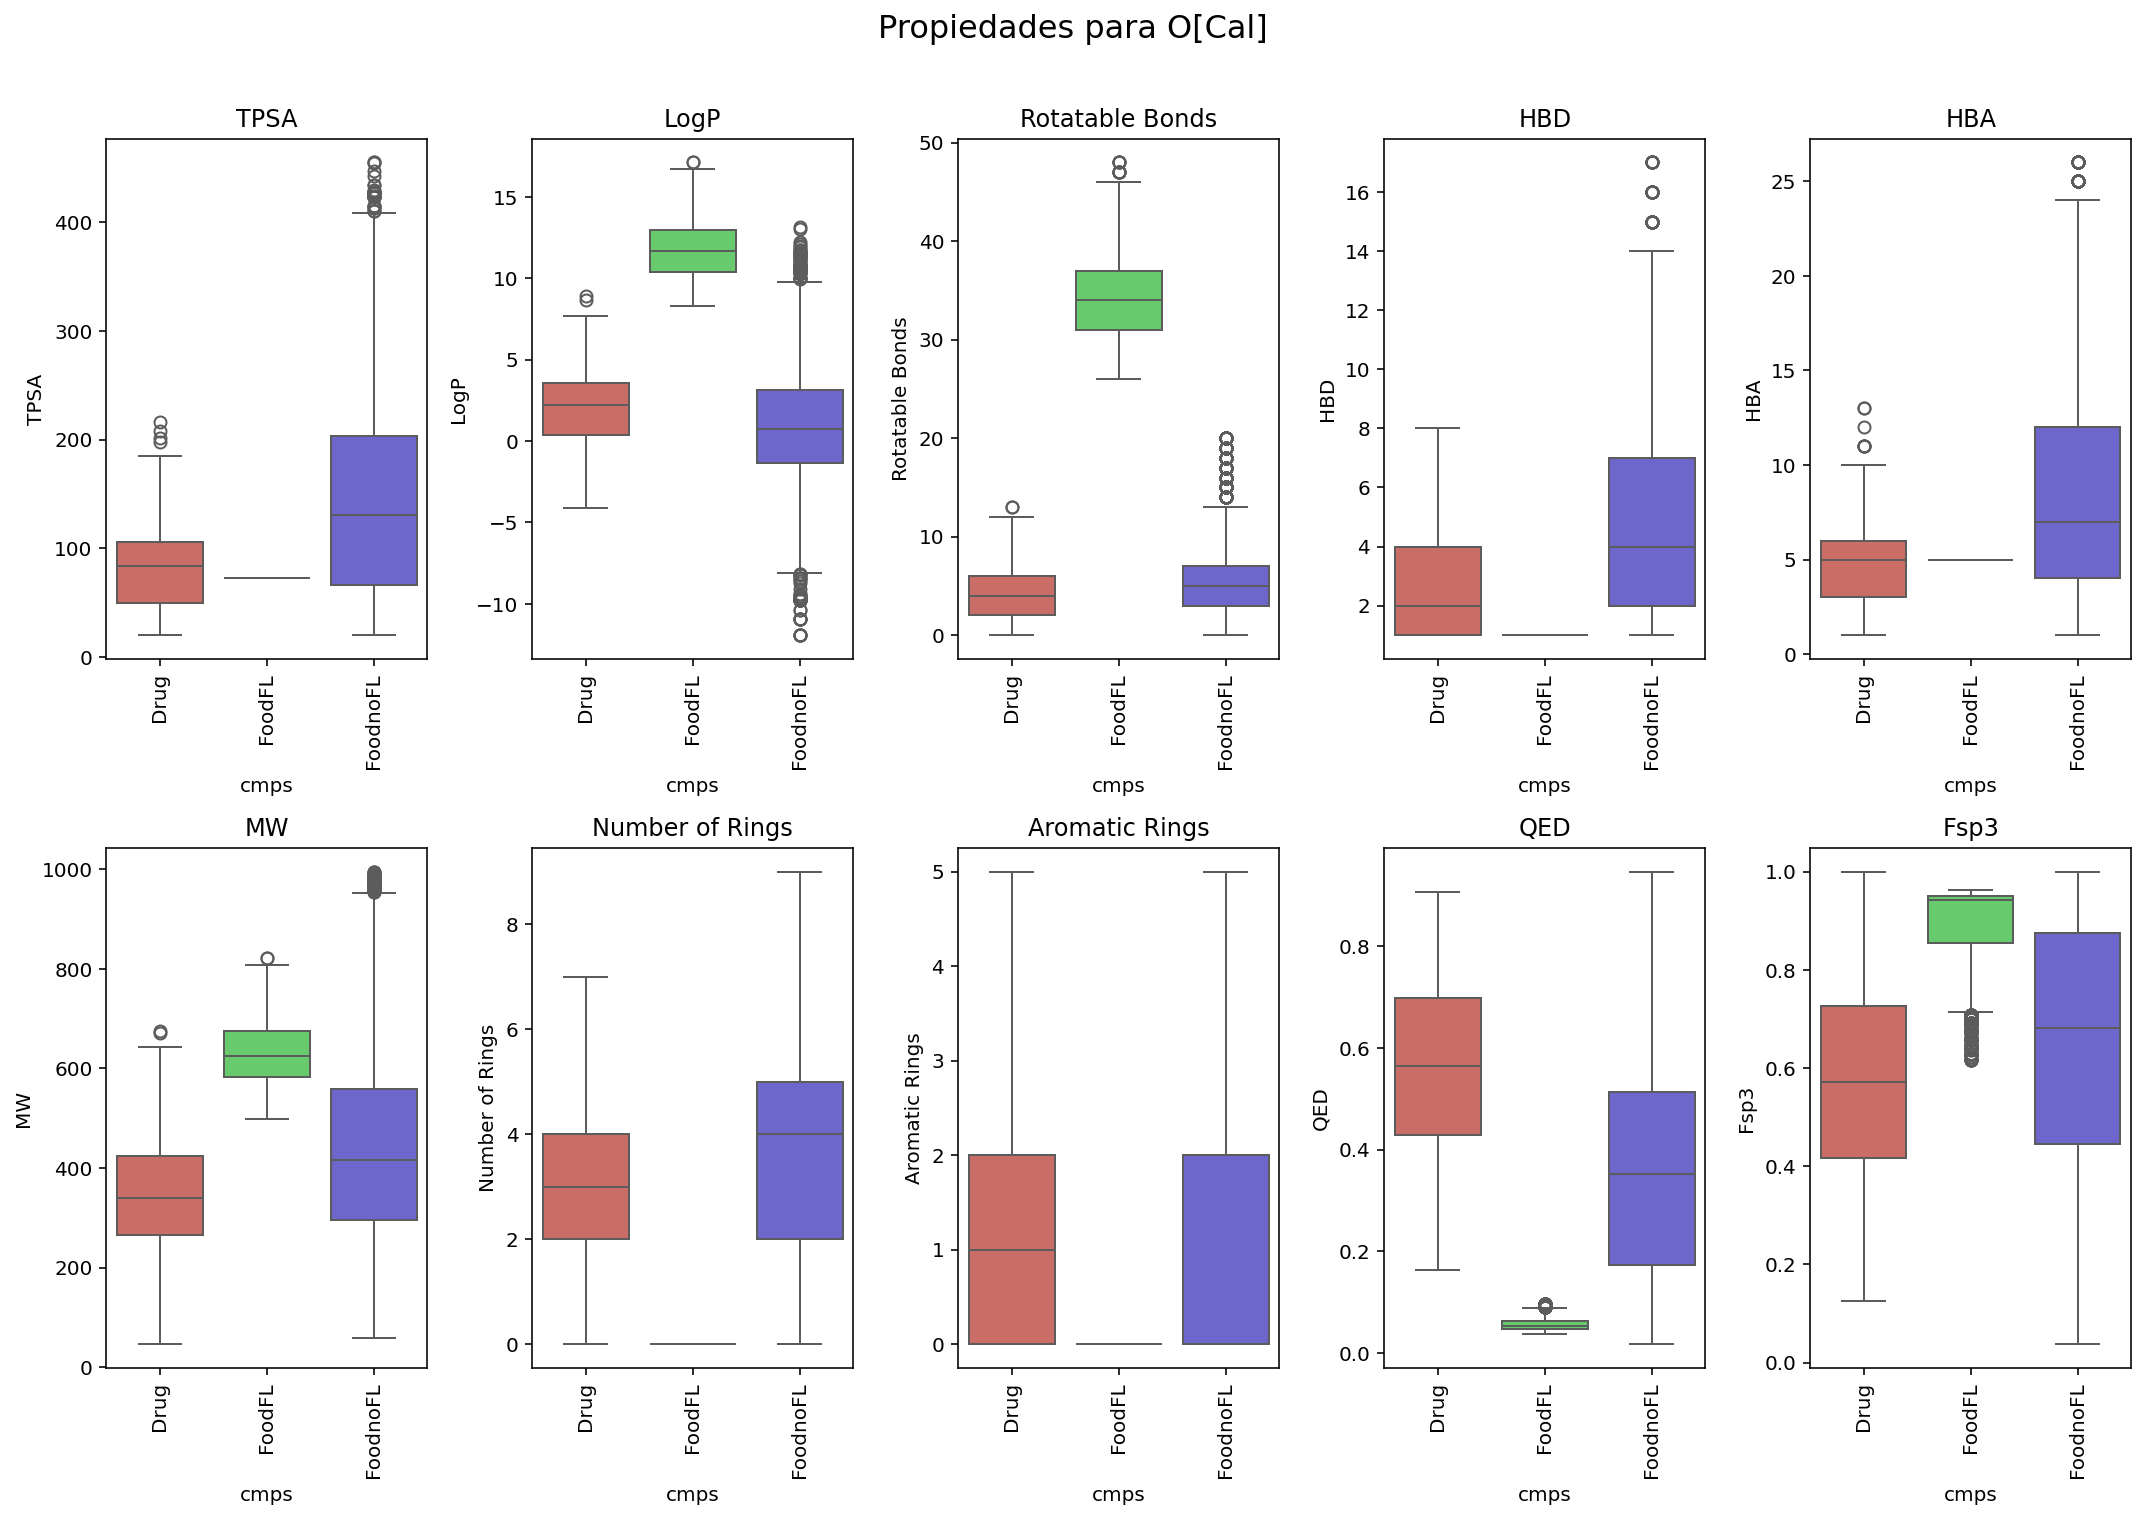 Propiedades para O[Cal]
TPSA
LogP
Rotatable Bonds
HBD
HBA
TPSA
400
300
200
100
0
Drug
FoodFL
FoodnoFL
cmps
LogP
15
10
5
0
−5
−10
Drug
FoodFL
FoodnoFL
cmps
Rotatable Bonds
50
40
30
20
10
0
Drug
FoodFL
FoodnoFL
cmps
HBD
16
14
12
10
8
6
4
2
Drug
FoodFL
FoodnoFL
cmps
HBA
25
20
15
10
5
0
Drug
FoodFL
FoodnoFL
cmps
MW
Number of Rings
Aromatic Rings
QED
Fsp3
MW
1000
800
600
400
200
0
Drug
FoodFL
FoodnoFL
cmps
Number of Rings
8
6
4
2
0
Drug
FoodFL
FoodnoFL
cmps
Aromatic Rings
5
4
3
2
1
0
Drug
FoodFL
FoodnoFL
cmps
QED
0.8
0.6
0.4
0.2
0.0
Drug
FoodFL
FoodnoFL
cmps
Fsp3
1.0
0.8
0.6
0.4
0.2
0.0
Drug
FoodFL
FoodnoFL
cmps